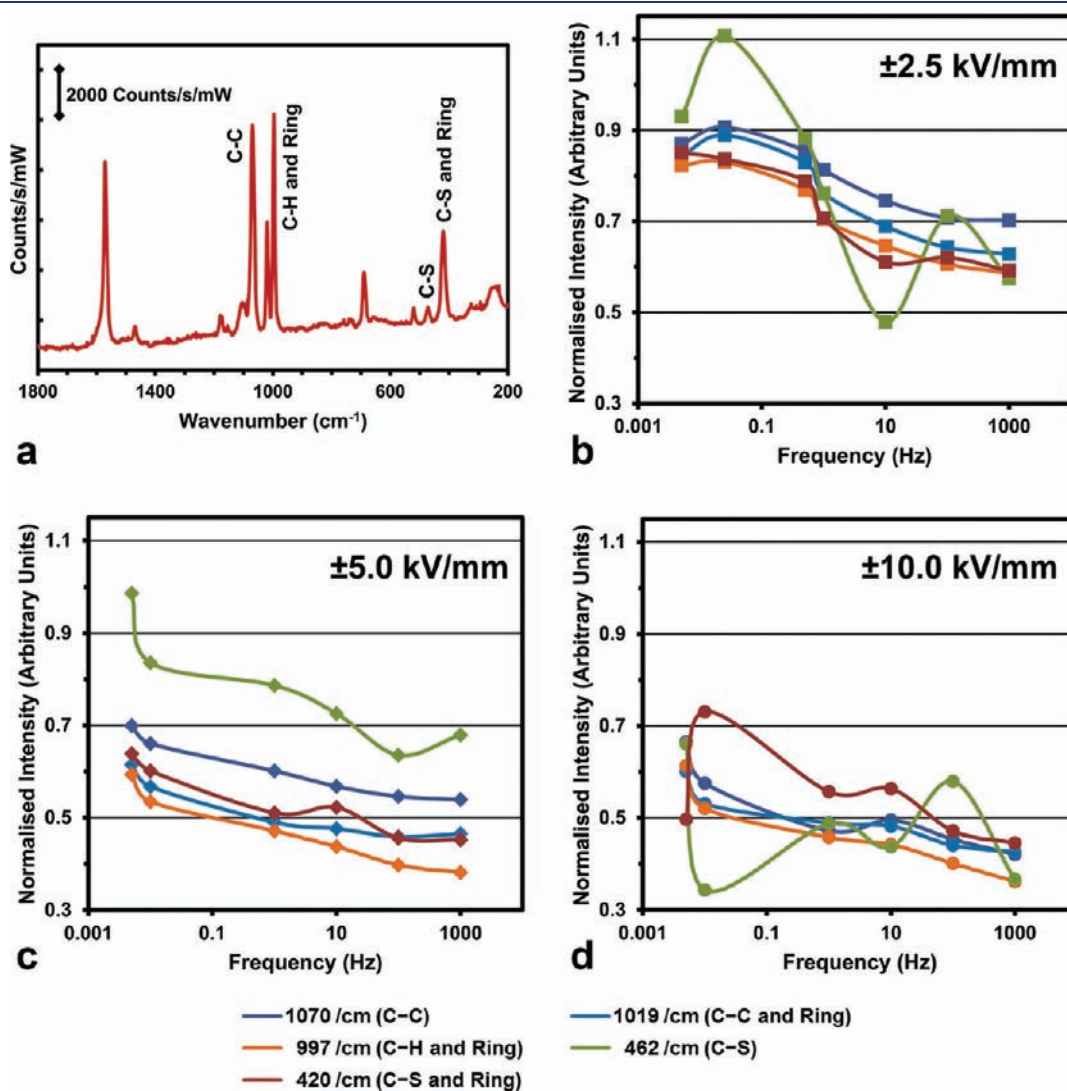 2000 Counts/s/mW
Counts/s/mW
C-C
C-H and Ring
C-S
C-S and Ring
1800 1400 1000 600 200
Wavenumber (cm-1)
a
±2.5 kV/mm
Normalised Intensity (Arbitrary Units)
1.1
0.9
0.7
0.5
0.3
0.001 0.1 10 1000
Frequency (Hz)
b
±5.0 kV/mm
Normalised Intensity (Arbitrary Units)
1.1
0.9
0.7
0.5
0.3
0.001 0.1 10 1000
Frequency (Hz)
c
±10.0 kV/mm
Normalised Intensity (Arbitrary Units)
1.1
0.9
0.7
0.5
0.3
0.001 0.1 10 1000
Frequency (Hz)
d
1070 /cm (C−C)
1019 /cm (C−C and Ring)
997 /cm (C−H and Ring)
462 /cm (C−S)
420 /cm (C−S and Ring)